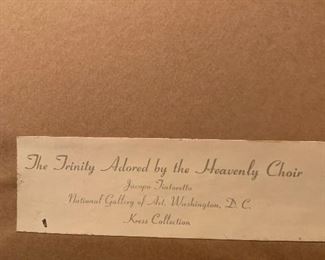 The Trinity Adored by the Heavenly Choir
Jacopo Tintoretto
National Gallery of Art, Washington, D. C.
Kress Collection